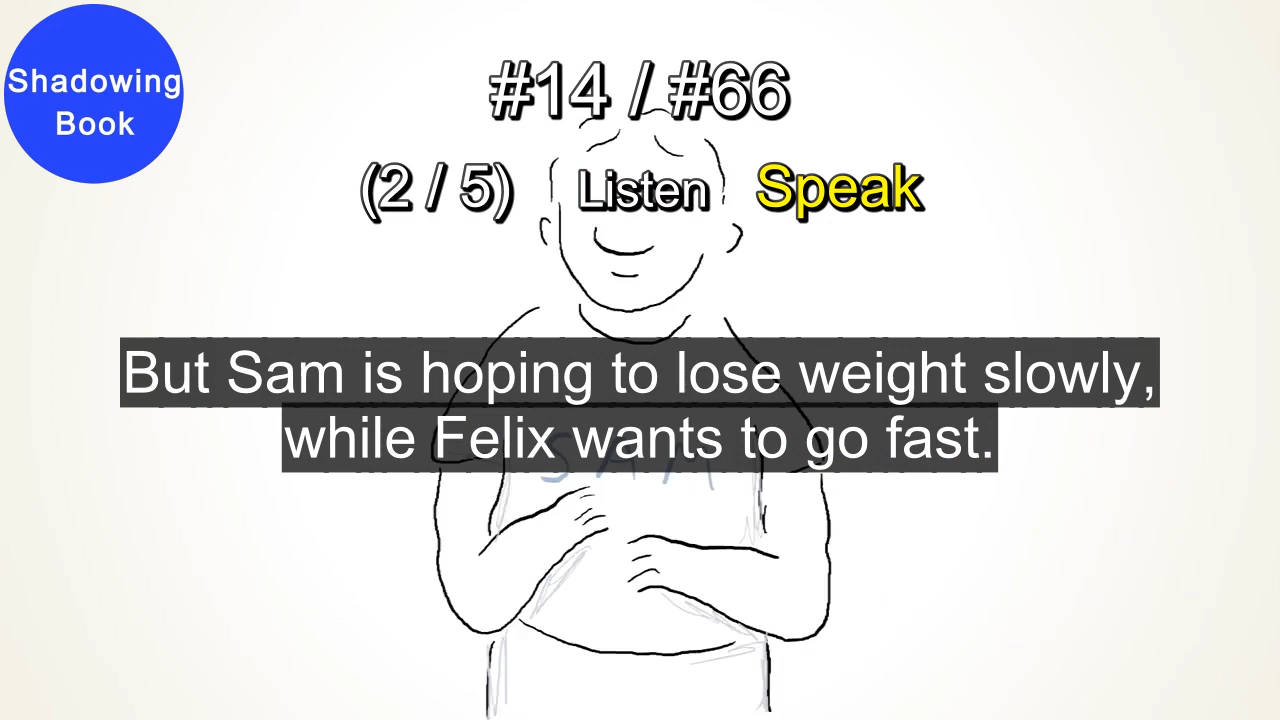 Shadowing
Book
#14 / #66
(2 / 5) Listen Speak
But Sam is hoping to lose weight slowly,
while Felix wants to go fast.
SAM